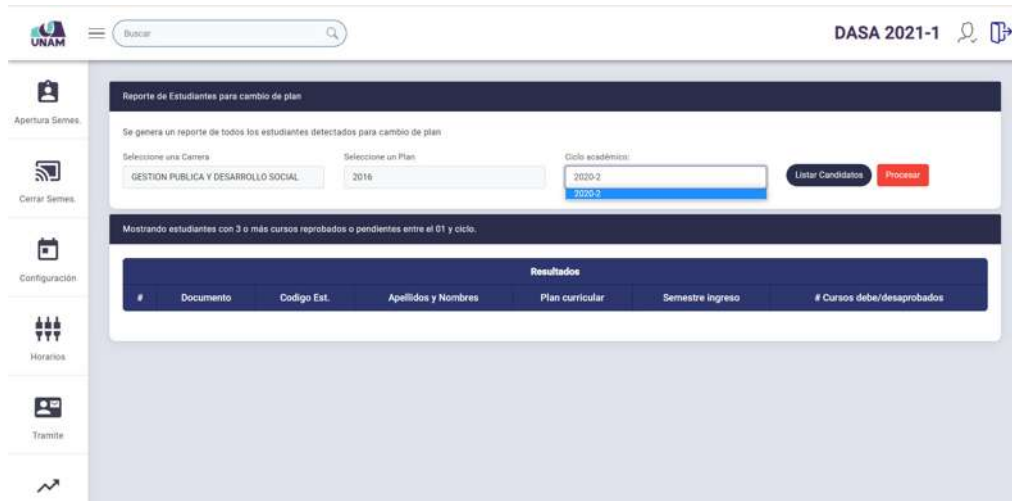 UNAM
Buscar
DASA 2021-1
Apertura Semes.
Cerrar Semes.
Configuración
Horarios
Tramite
Reporte de Estudiantes para cambio de plan
Se genera un reporte de todos los estudiantes detectados para cambio de plan
Seleccione una Carrera
Seleccione un Plan
Ciclo académico:
GESTION PUBLICA Y DESARROLLO SOCIAL
2016
2020-2
2020-2
Listar Candidatos
Procesar
Mostrando estudiantes con 3 o más cursos reprobados o pendientes entre el 01 y ciclo.
Resultados
# Documento Codigo Est. Apellidos y Nombres Plan curricular Semestre ingreso # Cursos debe/desaprobados